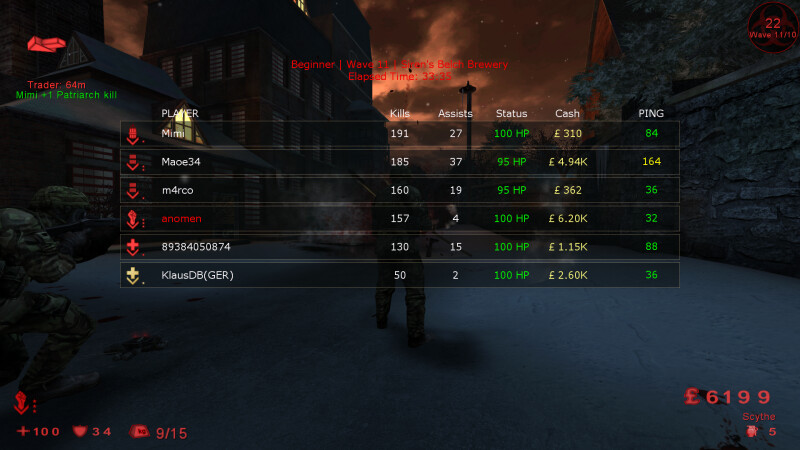 22
Wave 11/10
Beginner | Wave 11 | Brian's Belch Brewery
Elapsed Time: 33:35
Trader: 64m
Mimi +1 Patriarch kill
PLAYER Kills Assists Status Cash PING
Mimi 191 27 100 HP £ 310 84
Maoe34 185 37 95 HP £ 4.94K 164
m4rco 160 19 95 HP £ 362 36
anomen 157 4 100 HP £ 6.20K 32
89384050874 130 15 100 HP £ 1.15K 88
KlausDB(GER) 50 2 100 HP £ 2.60K 36
£ 6199
Scythe
100 34 9/15 5